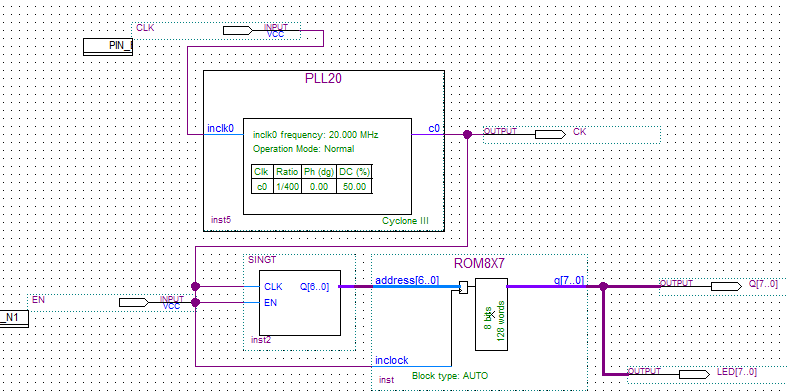 CLK
INPUT
VCC
PIN_
PLL20
inclk0
c0
inclk0 frequency: 20.000 MHz
Operation Mode: Normal
Clk Ratio Ph (dg) DC (%)
c0 1/400 0.00 50.00
inst5
Cyclone III
OUTPUT
CK
SINGT
CLK
Q[6..0]
EN
inst2
ROM8X7
address[6..0]
q[7..0]
8 bits
128 words
inclock
inst
Block type: AUTO
EN
INPUT
VCC
_N1
OUTPUT
Q[7..0]
OUTPUT
LED[7..0]